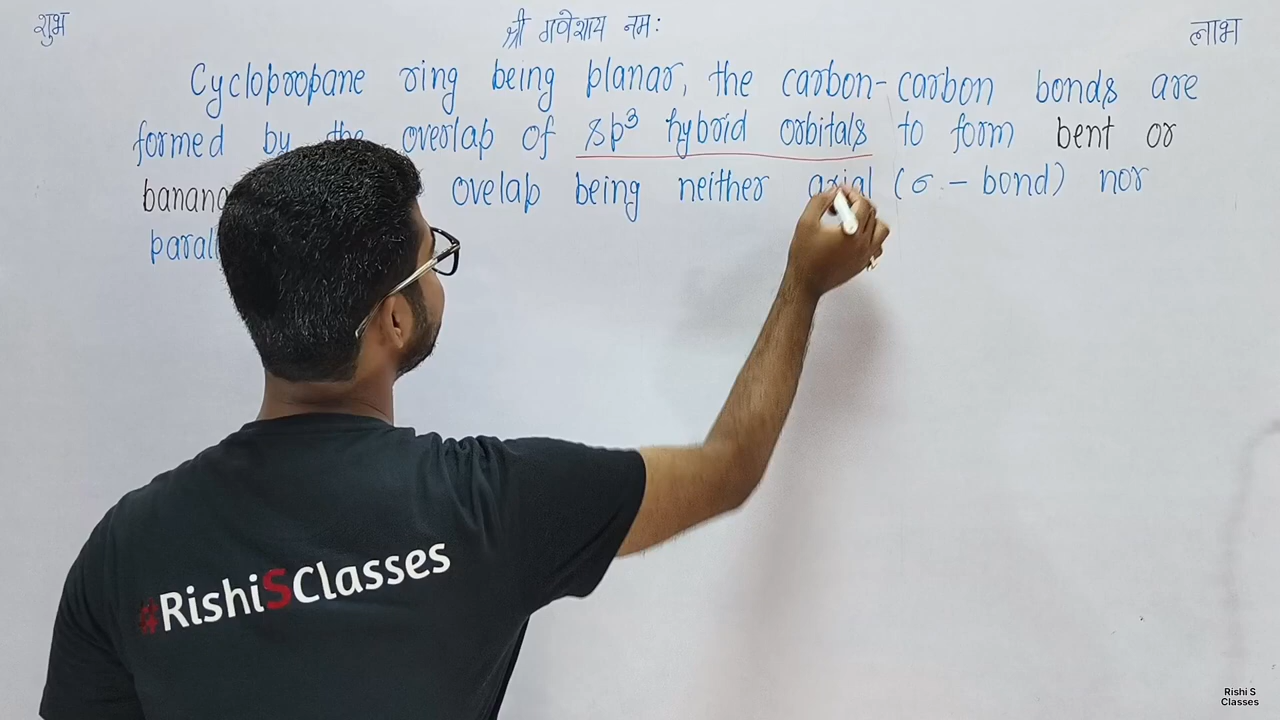 शुभ श्री गणेशाय नमः लाभ
Cyclopropane ring being planar, the carbon-carbon bonds are
formed by the overlap of sp³ hybrid orbitals to form bent or
banana ovelap being neither axial (σ - bond) nor
#RishiSClasses
Rishi S
Classes